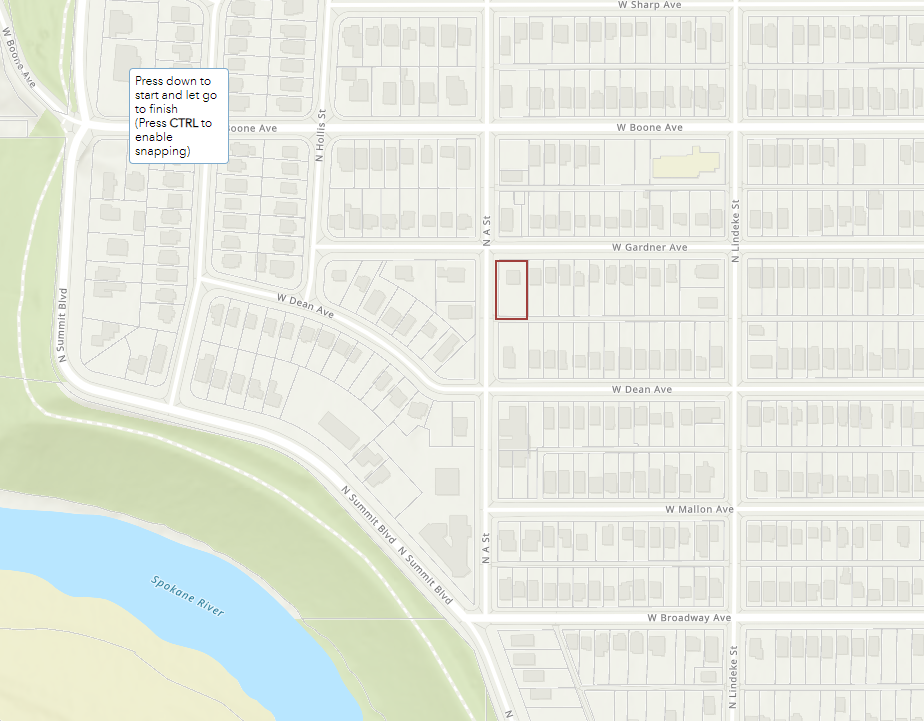 W Sharp Ave
W Boone Ave
Press down to
start and let go
to finish
(Press CTRL to
enable
snapping)
Boone Ave
N Hollis St
W Boone Ave
N A St
N Lindeke St
W Gardner Ave
W Dean Ave
N Summit Blvd
W Dean Ave
N Summit Blvd
W Mallon Ave
N A St
N Summit Blvd
Spokane River
W Broadway Ave
N Lindeke St
N